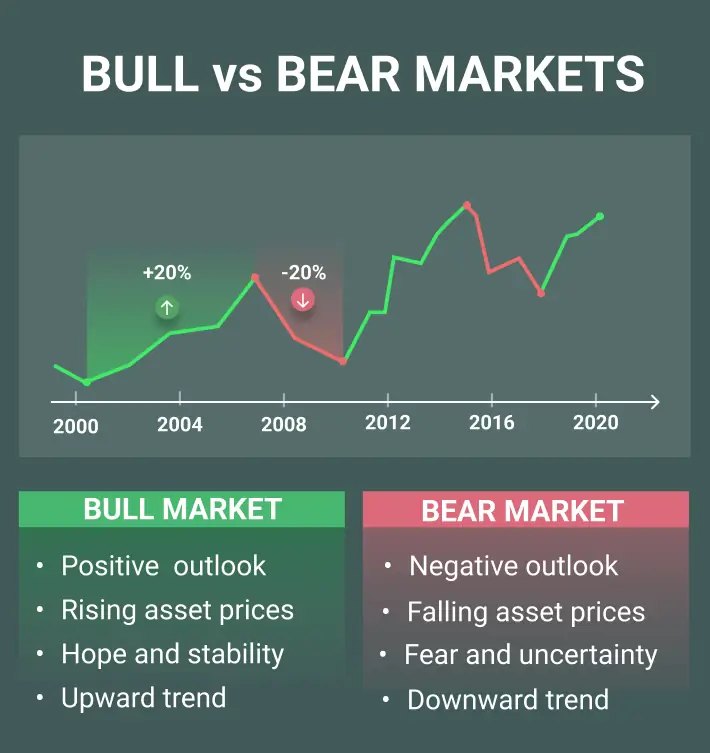 BULL vs BEAR MARKETS
+20% -20%
2000 2004 2008 2012 2016 2020
BULL MARKET
• Positive outlook
• Rising asset prices
• Hope and stability
• Upward trend
BEAR MARKET
• Negative outlook
• Falling asset prices
• Fear and uncertainty
• Downward trend